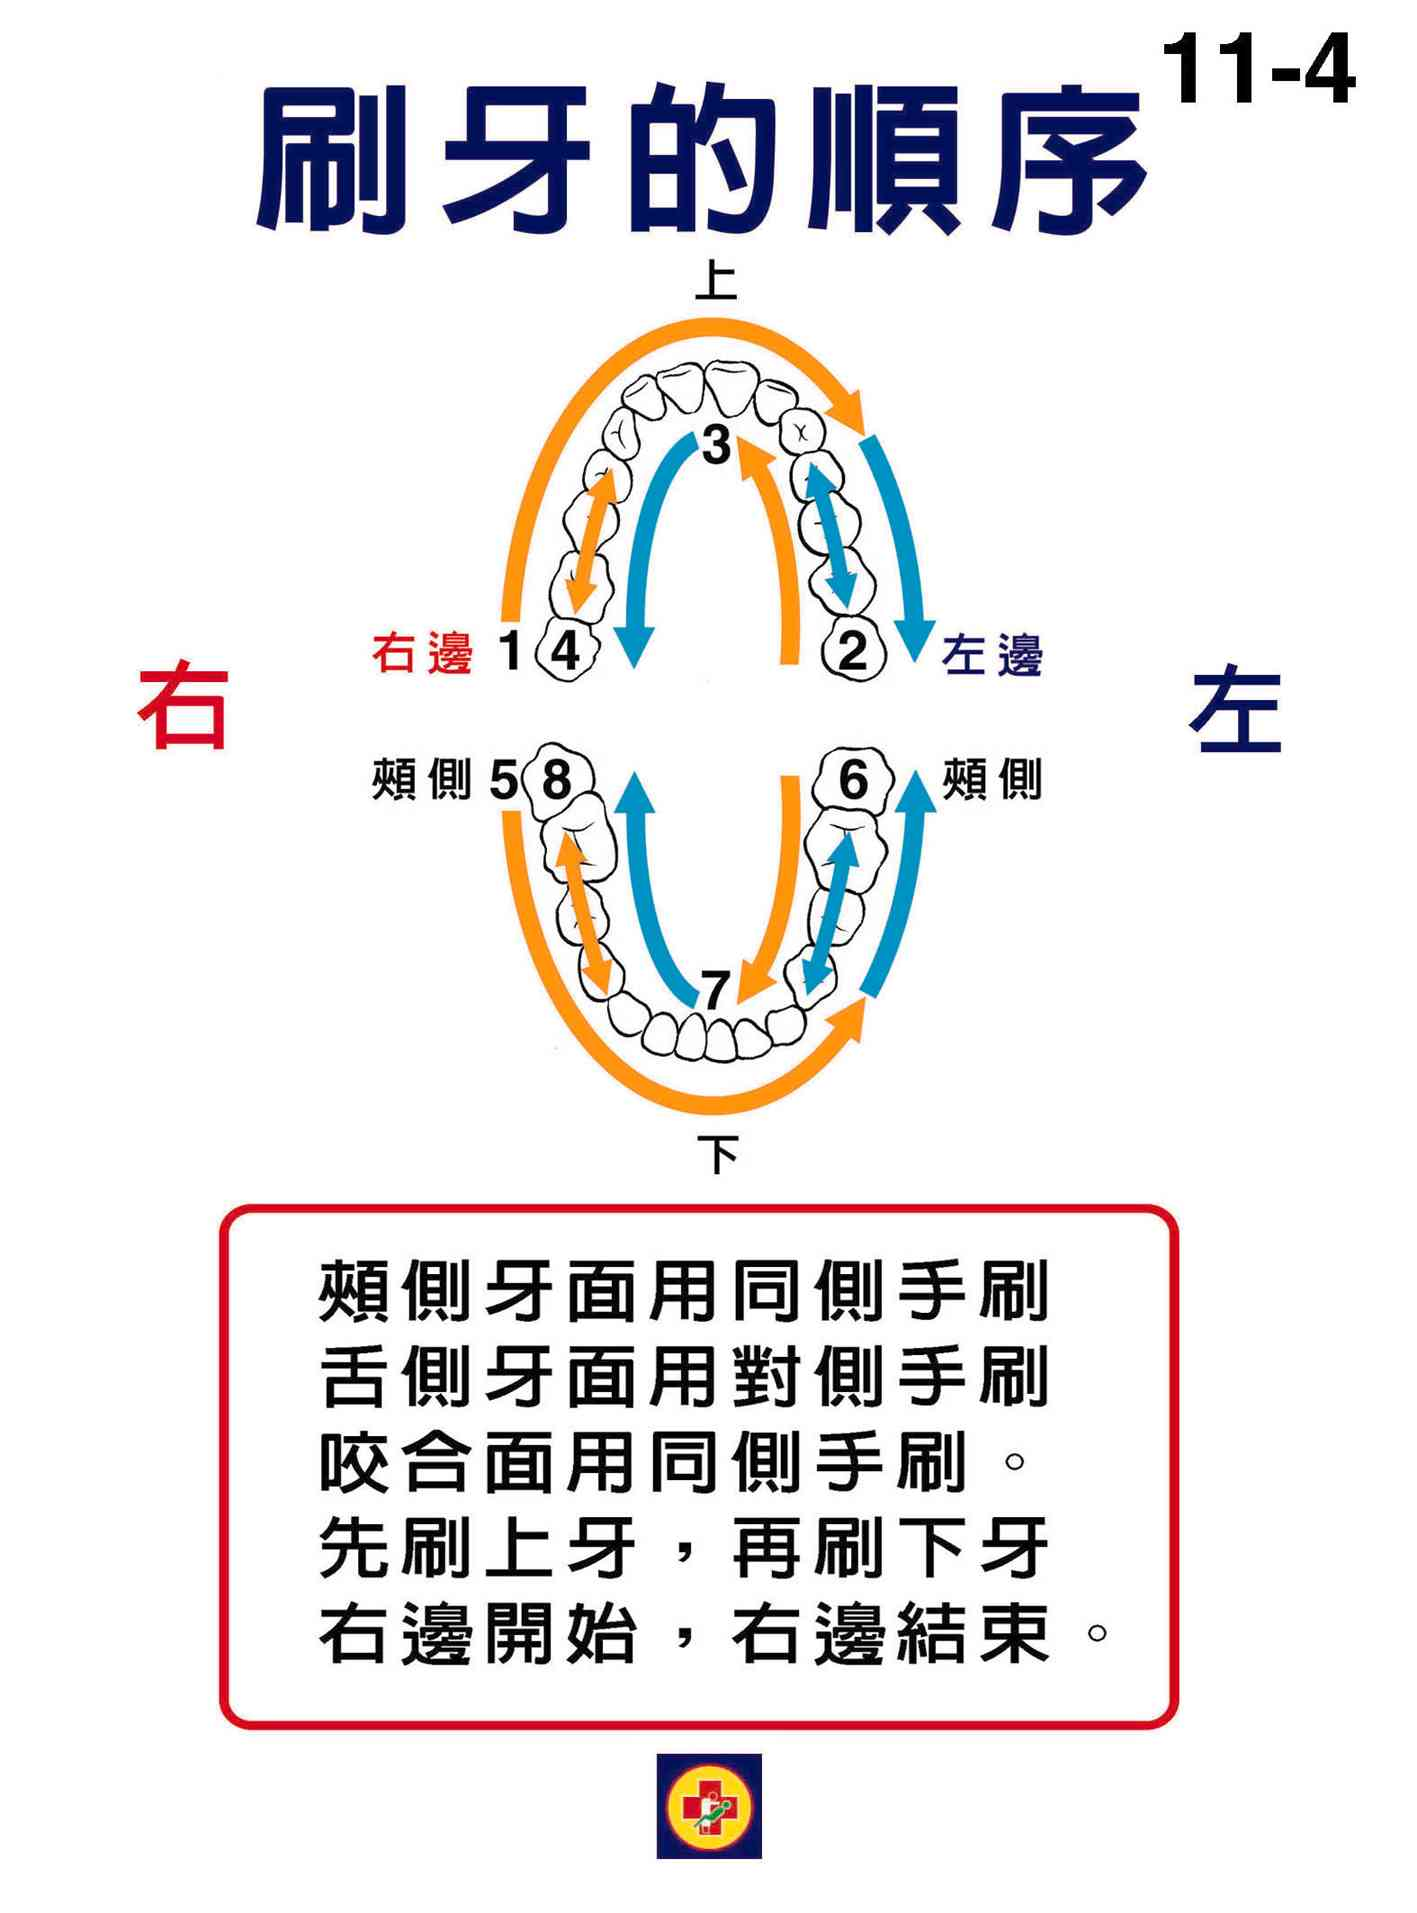 11-4
刷牙的順序
上
3
右邊 1 4 2 左邊
右 左
頰側 5 8 6 頰側
7
下
頰側牙面用同側手刷
舌側牙面用對側手刷
咬合面用同側手刷。
先刷上牙，再刷下牙
右邊開始，右邊結束。